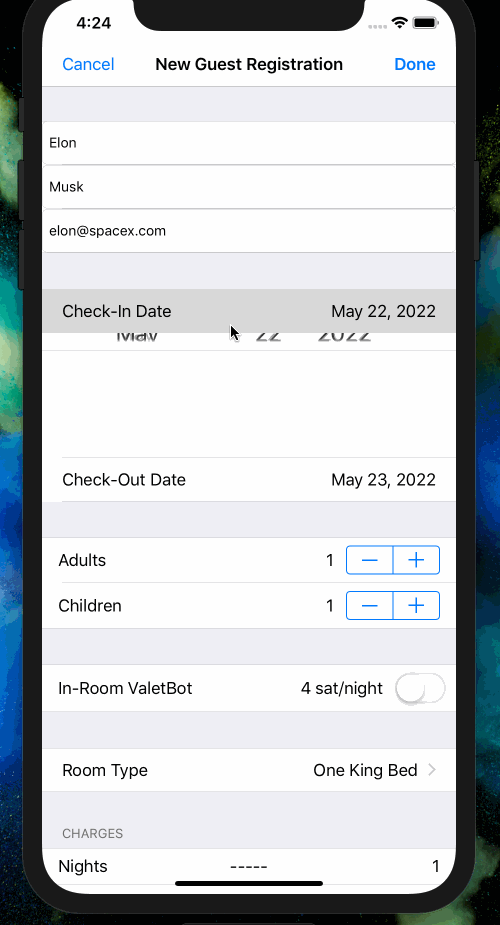 4:24
Cancel New Guest Registration Done
Elon
Musk
elon@spacex.com
Check-In Date May 22, 2022
May 22 2022
Check-Out Date May 23, 2022
Adults 1 — +
Children 1 — +
In-Room ValetBot 4 sat/night
Room Type One King Bed
CHARGES
Nights ----- 1